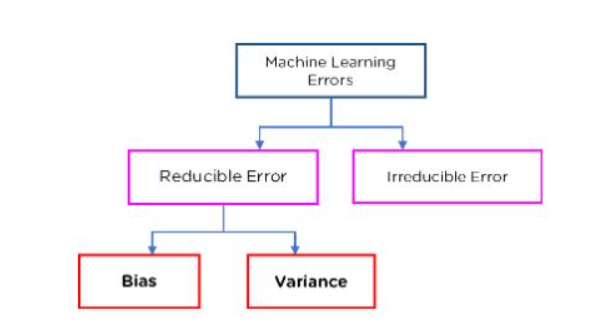 Machine Learning
Errors
Reducible Error
Irreducible Error
Bias
Variance